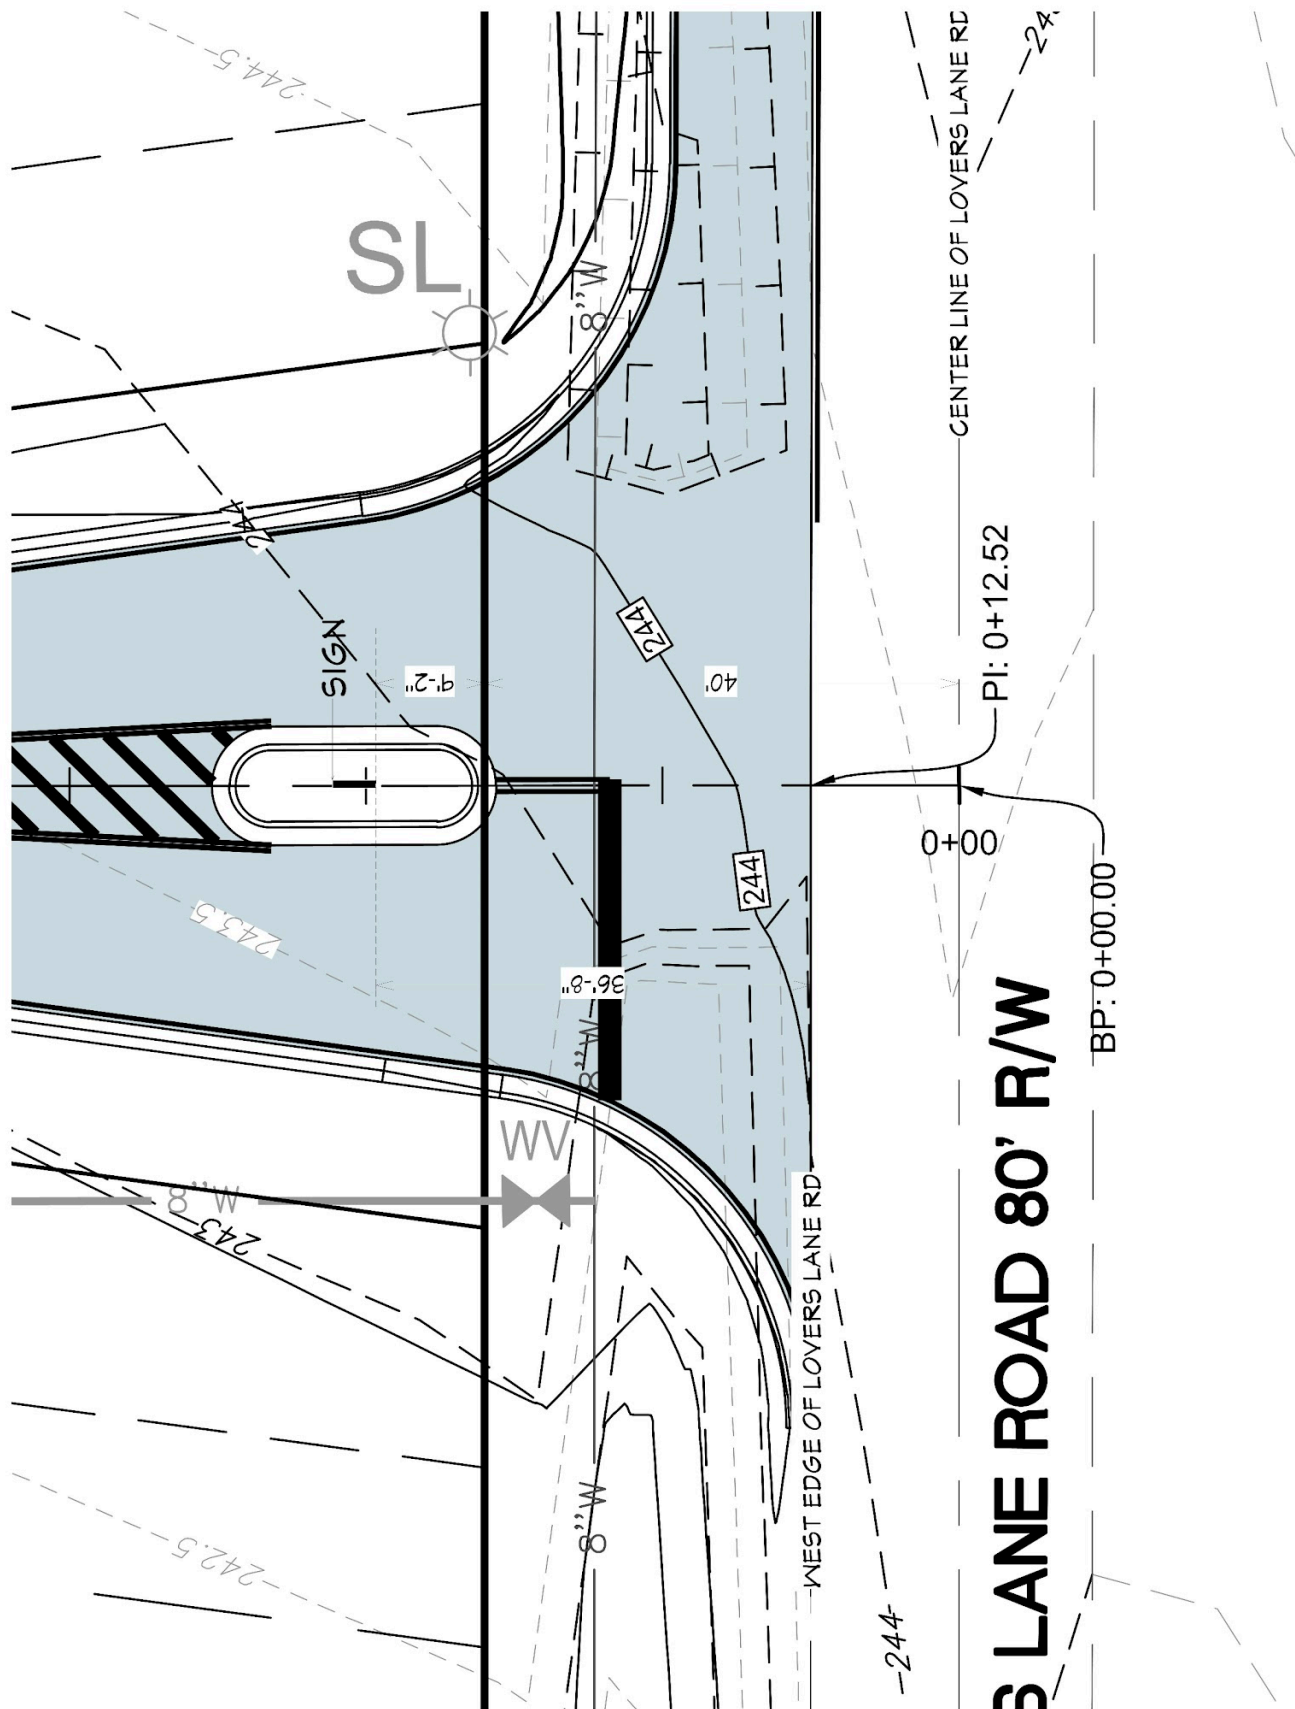 244.5
24
CENTER LINE OF LOVERS LANE RD
SL
8"W
244
SIGN
9'-2"
244
40'
PI: 0+12.52
0+00
244
BP: 0+00.00
243.5
36'-8"
8"W
WV
8"W
243
WEST EDGE OF LOVERS LANE RD
S LANE ROAD 80' R/W
8"W
242.5
244